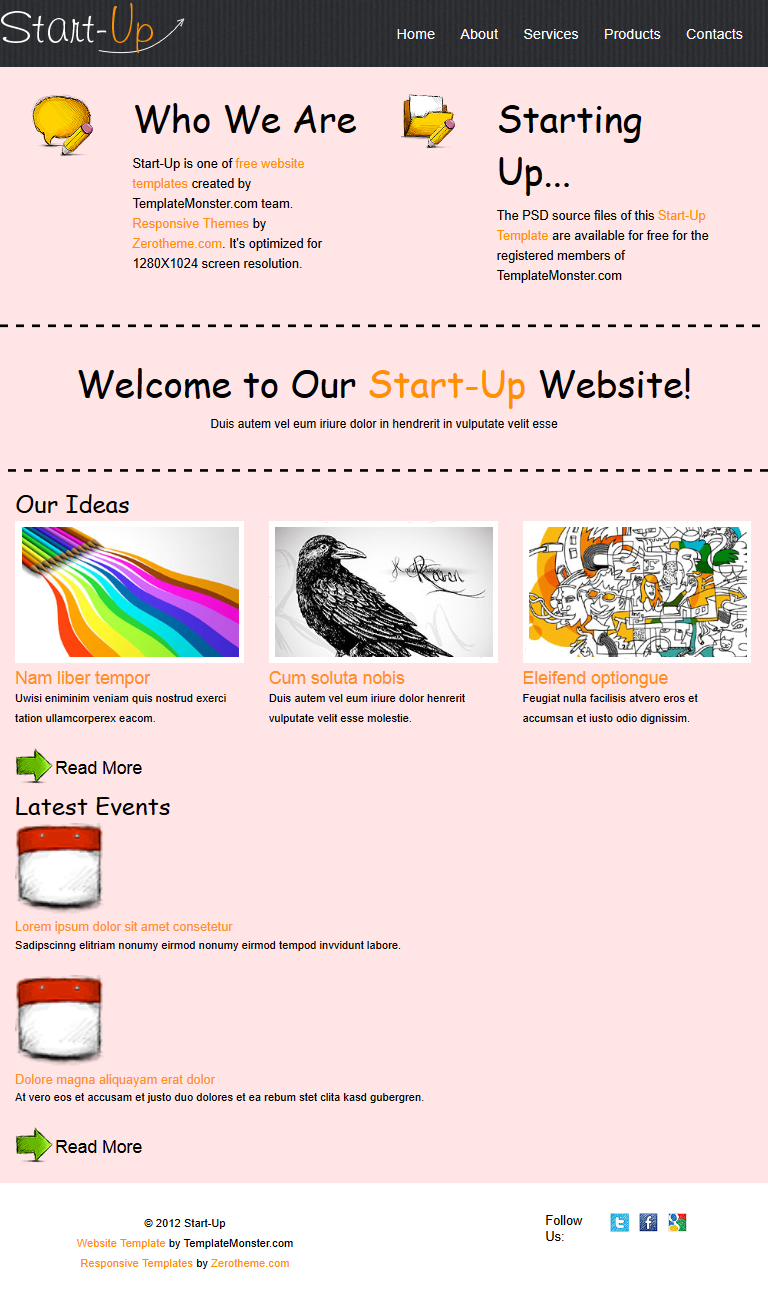 Start-Up
Home About Services Products Contacts
Who We Are
Start-Up is one of free website
templates created by
TemplateMonster.com team.
Responsive Themes by
Zerotheme.com. It's optimized for
1280X1024 screen resolution.
Starting
Up...
The PSD source files of this Start-Up
Template are available for free for the
registered members of
TemplateMonster.com
Welcome to Our Start-Up Website!
Duis autem vel eum iriure dolor in hendrerit in vulputate velit esse
Our Ideas
Nam liber tempor
Uwisi eniminim veniam quis nostrud exerci
tation ullamcorperex eacom.
Cum soluta nobis
Duis autem vel eum iriure dolor henrerit
vulputate velit esse molestie.
Eleifend optiongue
Feugiat nulla facilisis atvero eros et
accumsan et iusto odio dignissim.
Read More
Latest Events
Lorem ipsum dolor sit amet consetetur
Sadipscinng elitriam nonumy eirmod nonumy eirmod tempod invvidunt labore.
Dolore magna aliquayam erat dolor
At vero eos et accusam et justo duo dolores et ea rebum stet clita kasd gubergren.
Read More
© 2012 Start-Up
Website Template by TemplateMonster.com
Responsive Templates by Zerotheme.com
Follow
Us: